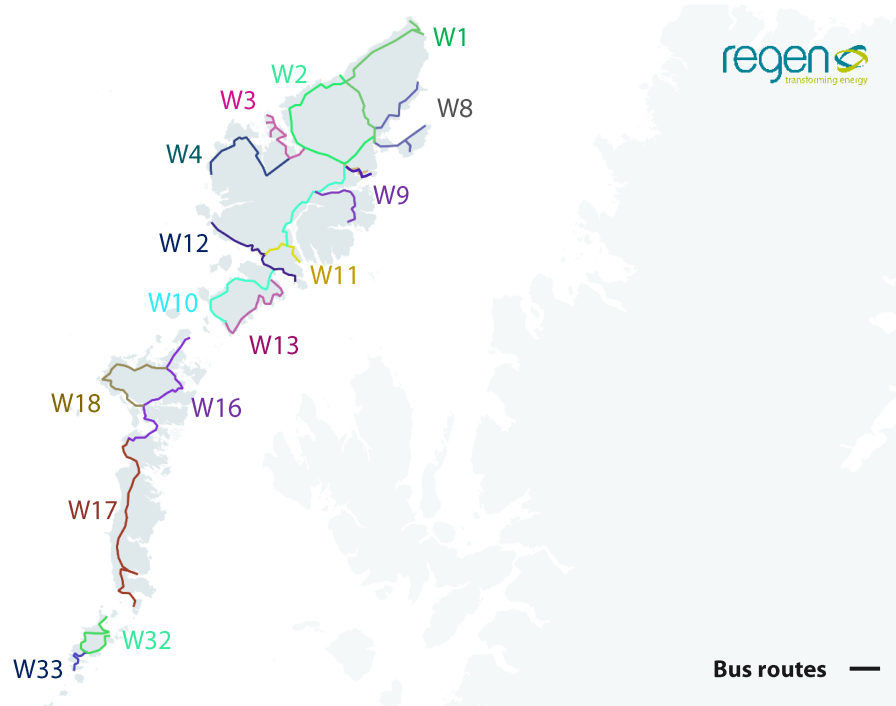 W1
regen
transforming energy
W2
W3
W8
W4
W9
W12
W11
W10
W13
W18
W16
W17
W32
W33
Bus routes